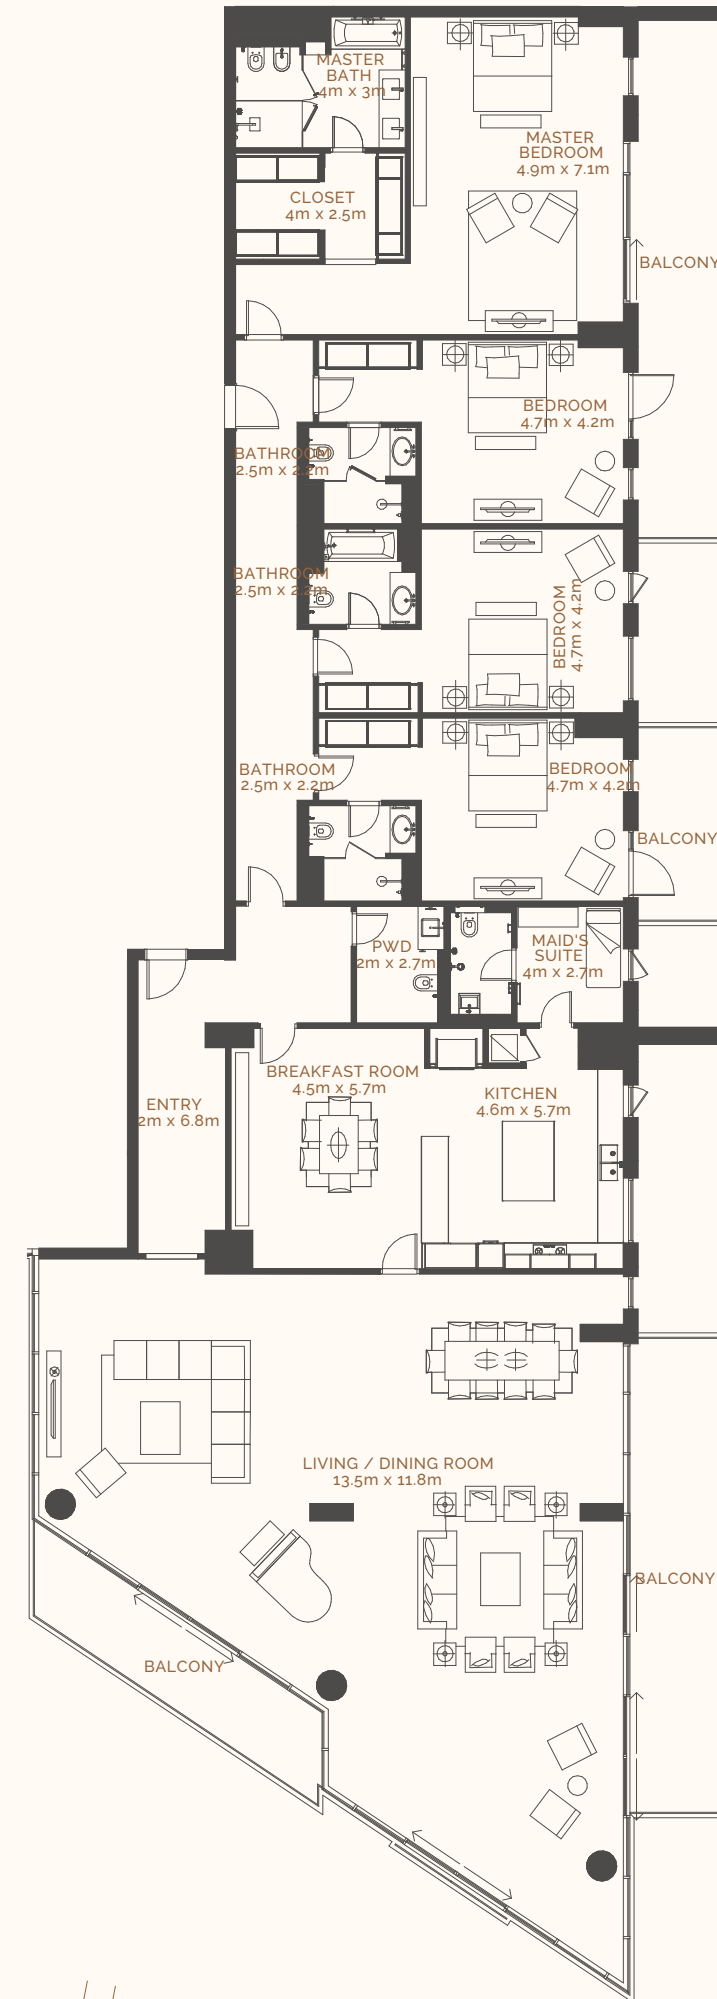 MASTER
BATH
4m x 3m
MASTER
BEDROOM
4.9m x 7.1m
CLOSET
4m x 2.5m
BALCONY
BEDROOM
4.7m x 4.2m
BATHROOM
2.5m x 2.2m
BATHROOM
2.5m x 2.2m
BEDROOM
4.7m x 4.2m
BATHROOM
2.5m x 2.2m
BEDROOM
4.7m x 4.2m
BALCONY
PWD
2m x 2.7m
MAID'S
SUITE
4m x 2.7m
BREAKFAST ROOM
4.5m x 5.7m
KITCHEN
4.6m x 5.7m
ENTRY
2m x 6.8m
LIVING / DINING ROOM
13.5m x 11.8m
BALCONY
BALCONY